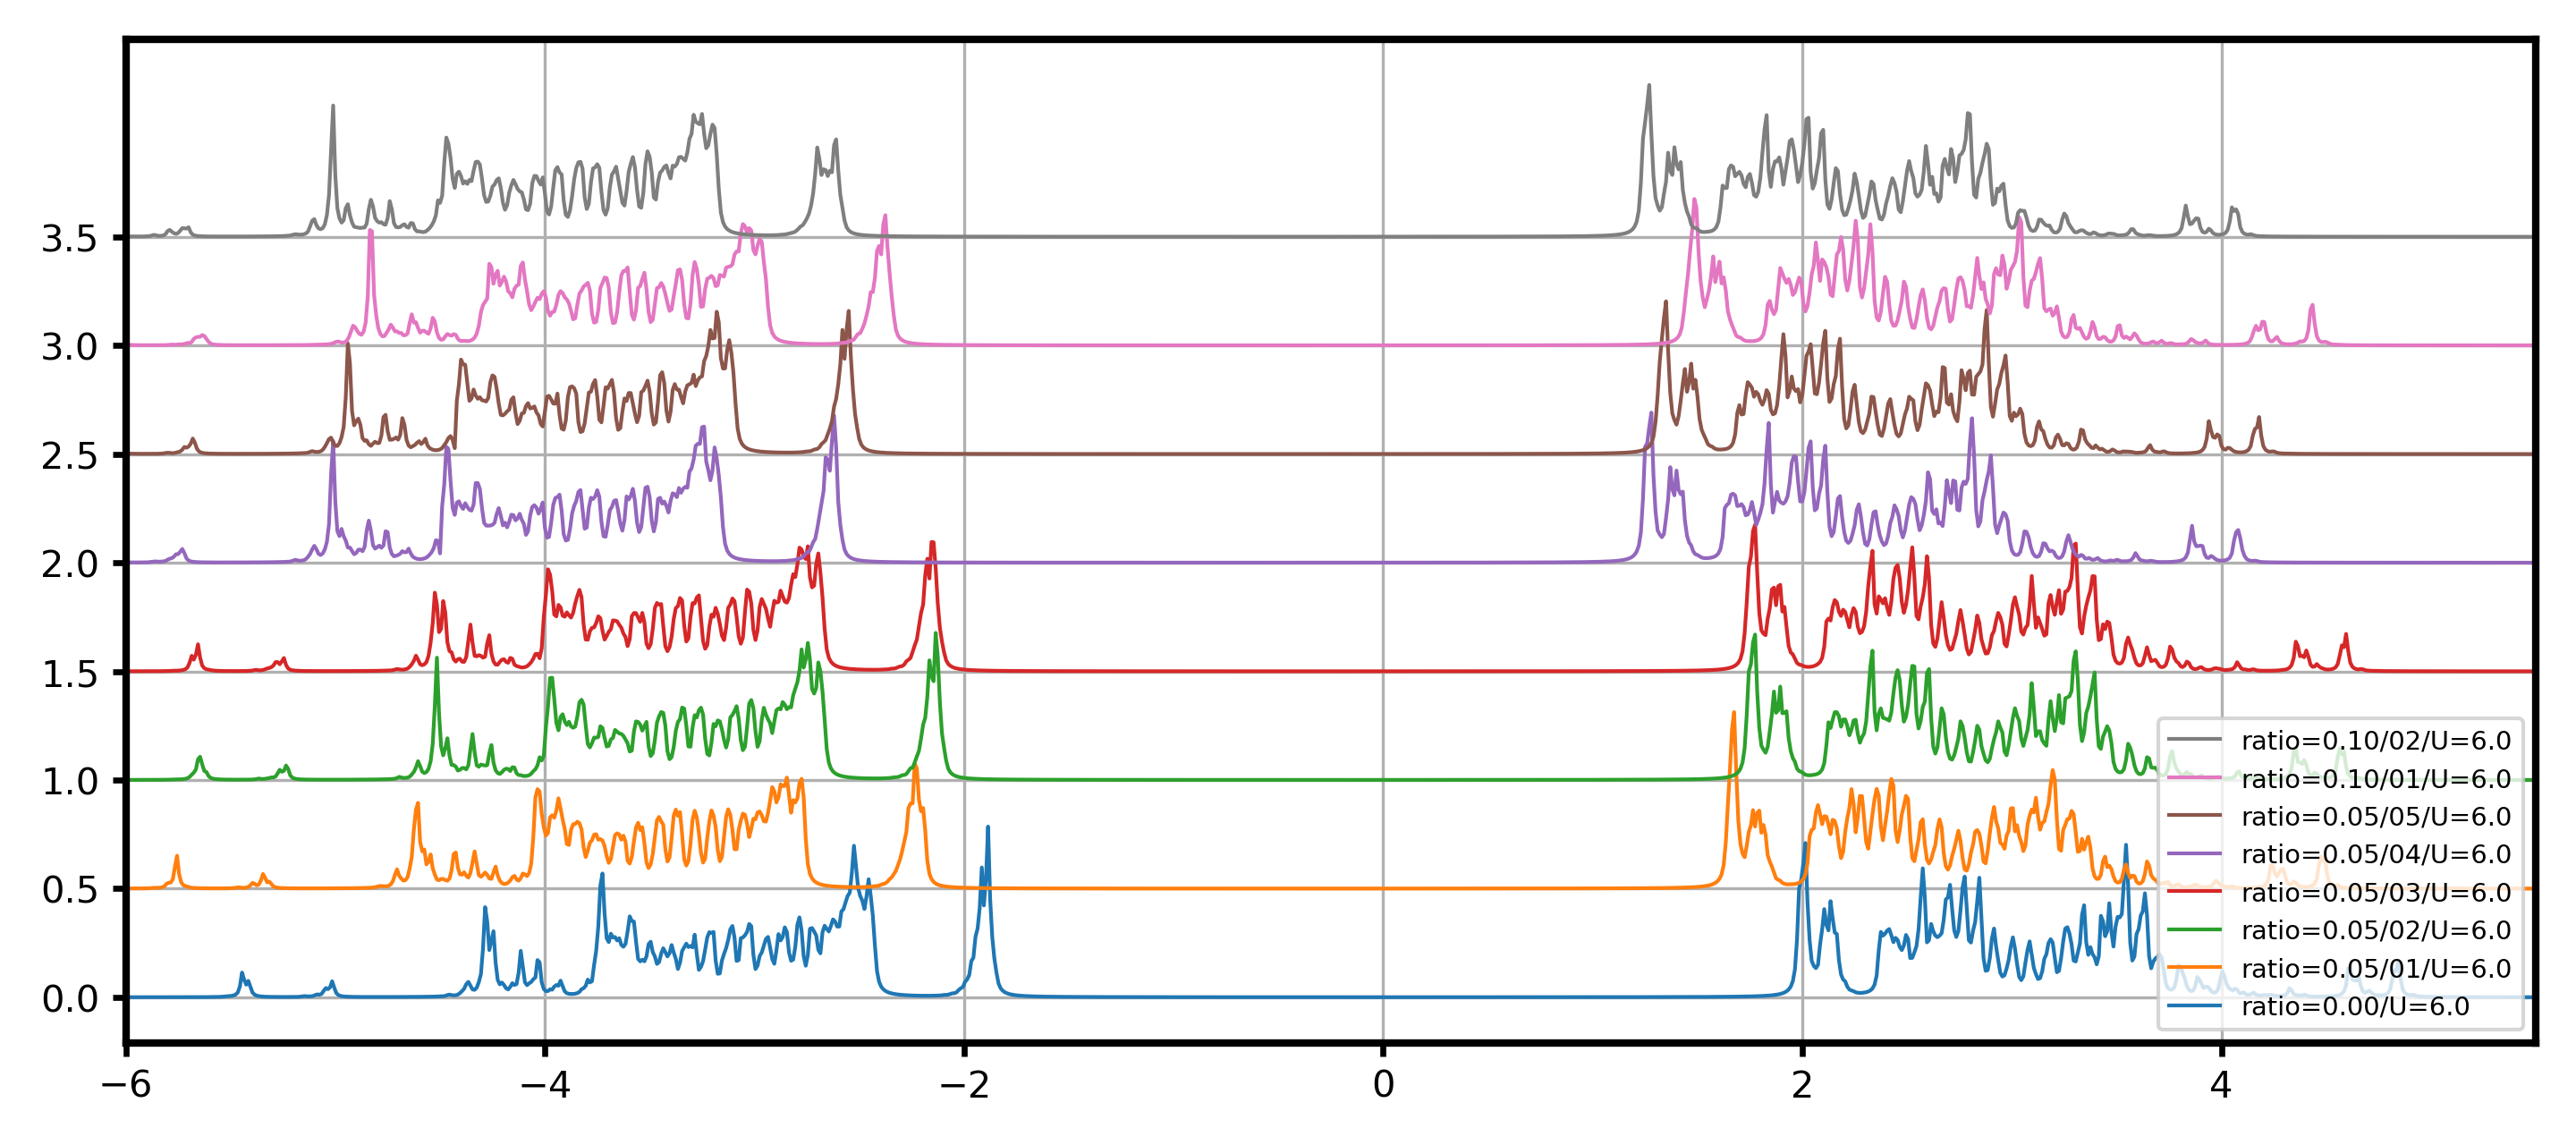 3.5
3.0
2.5
2.0
1.5
1.0
0.5
0.0
−6 −4 −2 0 2 4
ratio=0.10/02/U=6.0
ratio=0.10/01/U=6.0
ratio=0.05/05/U=6.0
ratio=0.05/04/U=6.0
ratio=0.05/03/U=6.0
ratio=0.05/02/U=6.0
ratio=0.05/01/U=6.0
ratio=0.00/U=6.0